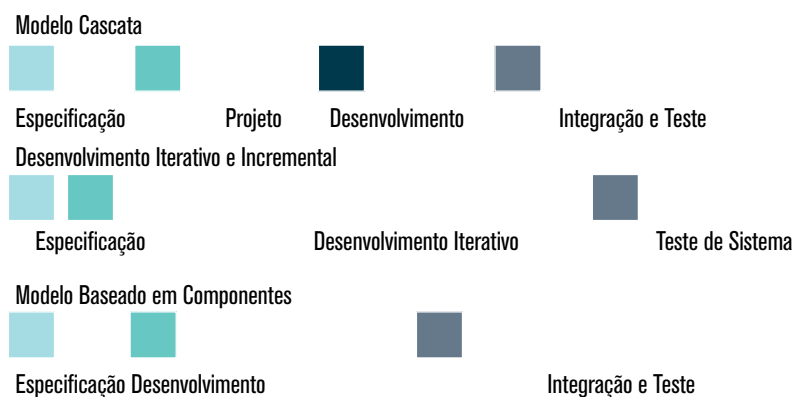 Modelo Cascata
Especificação Projeto Desenvolvimento Integração e Teste
Desenvolvimento Iterativo e Incremental
Especificação Desenvolvimento Iterativo Teste de Sistema
Modelo Baseado em Componentes
Especificação Desenvolvimento Integração e Teste